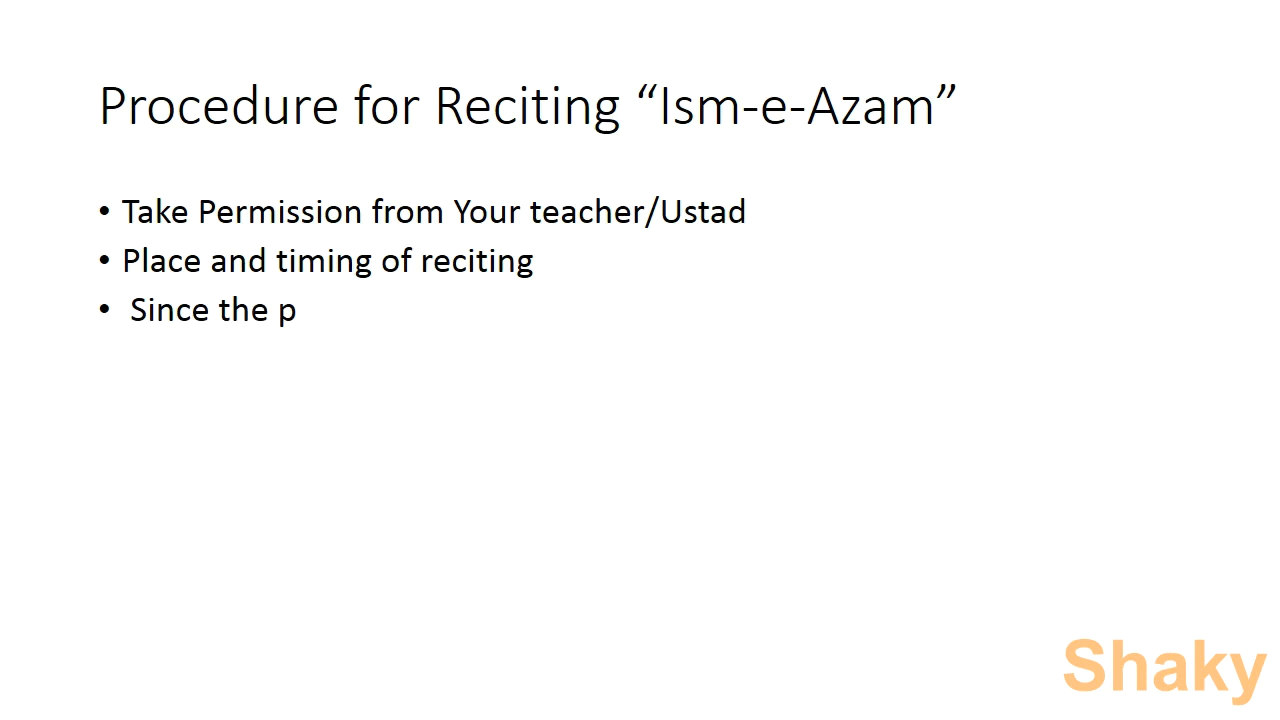 Procedure for Reciting “Ism-e-Azam”
• Take Permission from Your teacher/Ustad
• Place and timing of reciting
• Since the p
Shaky